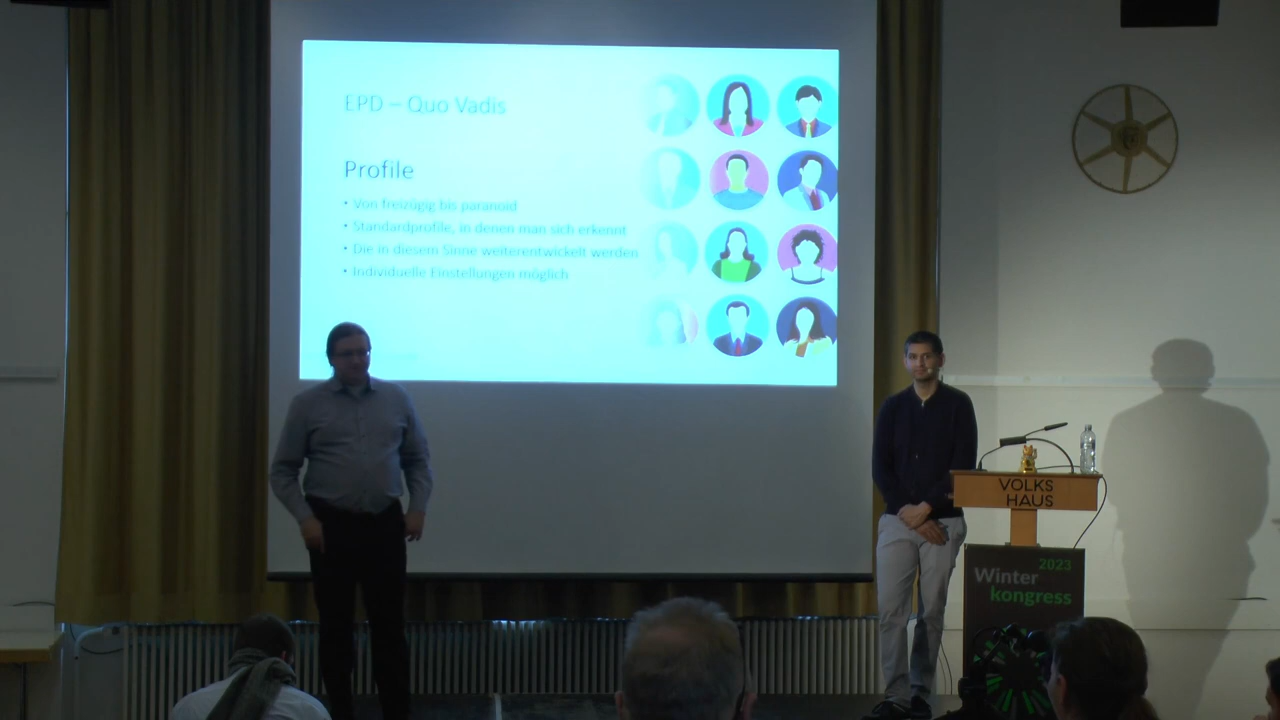 EPD – Quo Vadis
Profile
• Von freizügig bis paranoid
• Standardprofile, in denen man sich erkennt
• Die in diesem Sinne weiterentwickelt werden
• Individuelle Einstellungen möglich
VOLKS
HAUS
2023
Winter
kongress